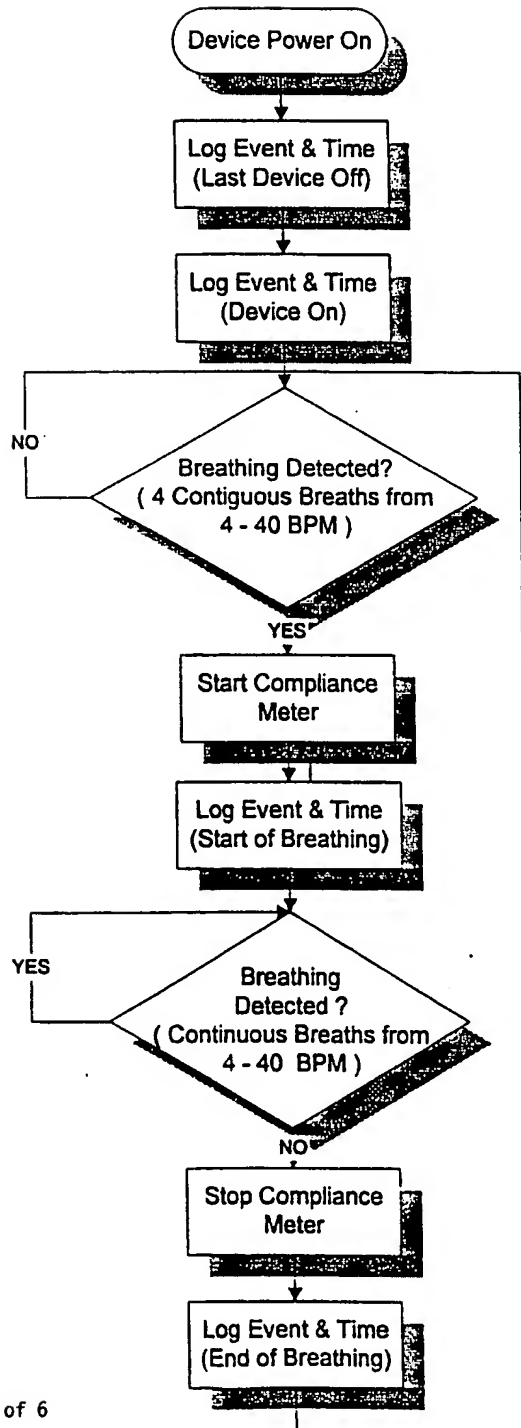 Device Power On
Log Event & Time
(Last Device Off)
Log Event & Time
(Device On)
NO
Breathing Detected?
( 4 Contiguous Breaths from
4 - 40 BPM )
YES
Start Compliance
Meter
Log Event & Time
(Start of Breathing)
YES
Breathing
Detected ?
( Continuous Breaths from
4 - 40 BPM )
NO
Stop Compliance
Meter
Log Event & Time
(End of Breathing)
of 6